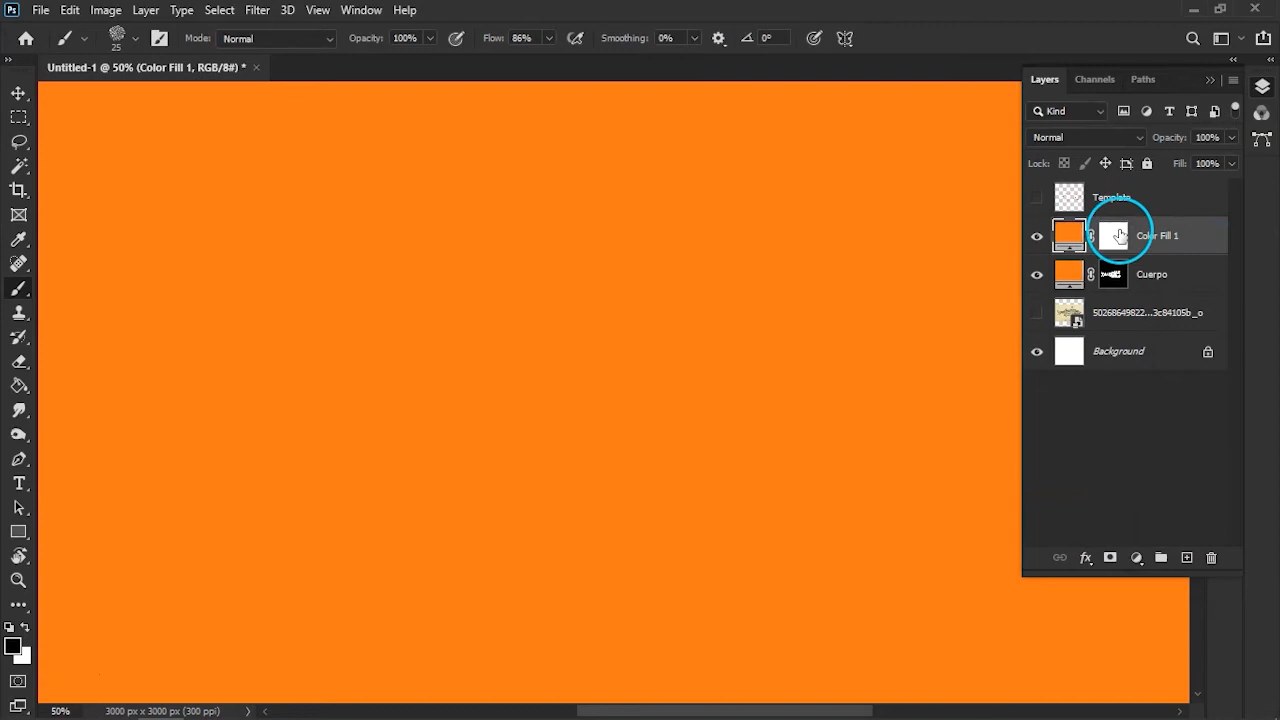 Ps File Edit Image Layer Type Select Filter 3D View Window Help
25 Mode: Normal Opacity: 100% Flow: 86% Smoothing: 0% 0°
Untitled-1 @ 50% (Color Fill 1, RGB/8#) * ×
Layers Channels Paths
Kind
Normal Opacity: 100%
Lock: Fill: 100%
Template
Color Fill 1
Cuerpo
50268649822...3c84105b_o
Background
fx
50% 3000 px x 3000 px (300 ppi)